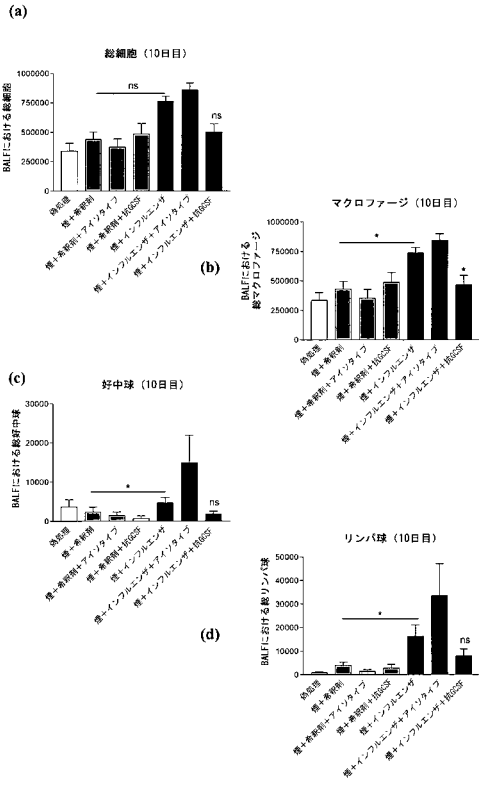 (a)
総細胞（10日目）
BALFにおける総細胞
1000000
750000
500000
250000
0
ns
ns
偽処理
煙＋希釈剤
煙＋希釈剤＋アイソタイプ
煙＋希釈剤＋抗GCSF
煙＋インフルエンザ
煙＋インフルエンザ＋アイソタイプ
煙＋インフルエンザ＋抗GCSF
(b)
マクロファージ（10日目）
BALFにおける
総マクロファージ
1000000
750000
500000
250000
0
*
*
偽処理
煙＋希釈剤
煙＋希釈剤＋アイソタイプ
煙＋希釈剤＋抗GCSF
煙＋インフルエンザ
煙＋インフルエンザ＋アイソタイプ
煙＋インフルエンザ＋抗GCSF
(c)
好中球（10日目）
BALFにおける総好中球
30000
20000
10000
0
*
ns
偽処理
煙＋希釈剤
煙＋希釈剤＋アイソタイプ
煙＋希釈剤＋抗GCSF
煙＋インフルエンザ
煙＋インフルエンザ＋アイソタイプ
煙＋インフルエンザ＋抗GCSF
(d)
リンパ球（10日目）
BALFにおける総リンパ球
50000
40000
30000
20000
10000
0
*
ns
偽処理
煙＋希釈剤
煙＋希釈剤＋アイソタイプ
煙＋希釈剤＋抗GCSF
煙＋インフルエンザ
煙＋インフルエンザ＋アイソタイプ
煙＋インフルエンザ＋抗GCSF